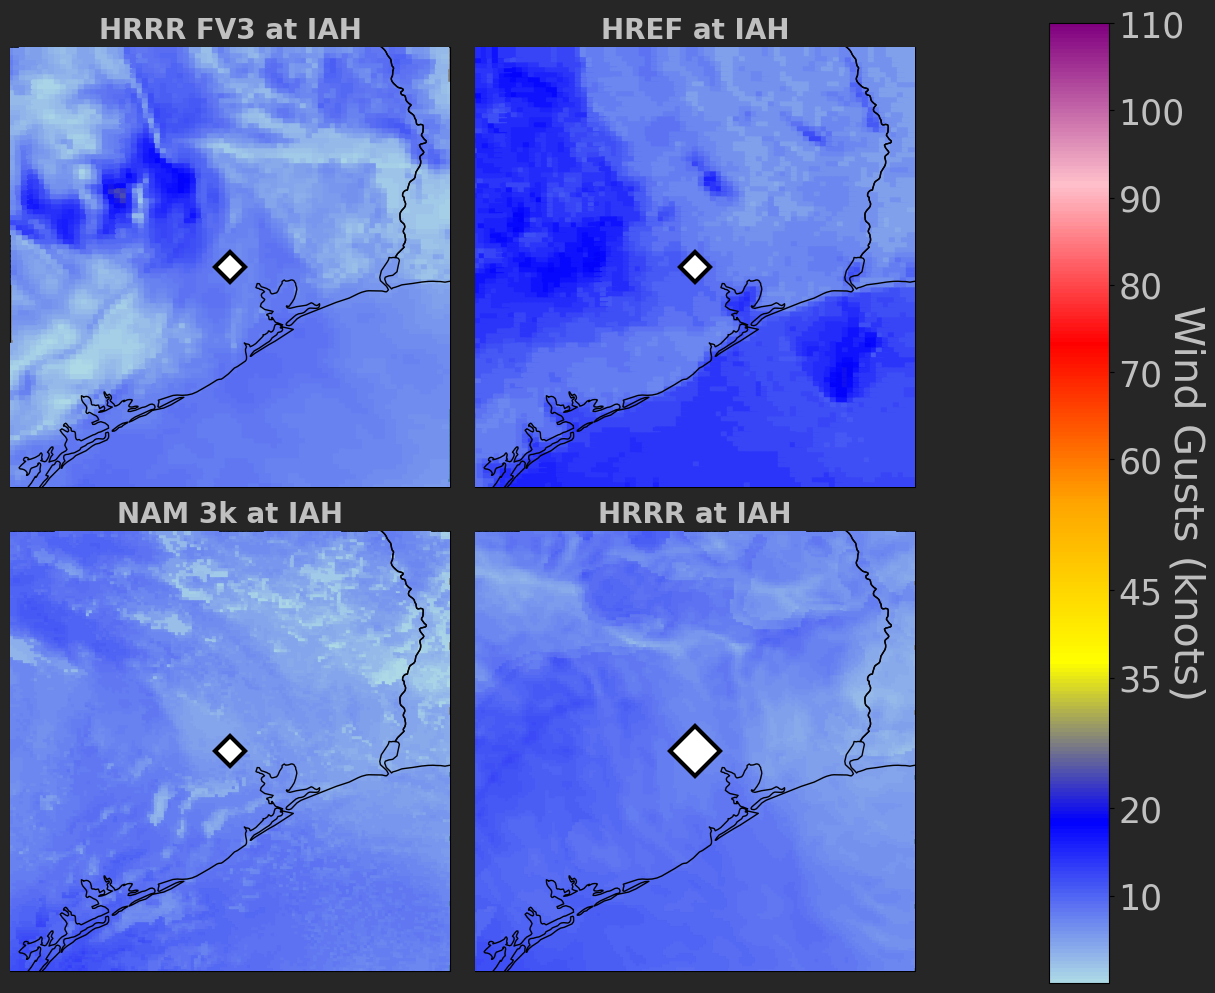 HRRR FV3 at IAH
HREF at IAH
NAM 3k at IAH
HRRR at IAH
110
100
90
80
70
60
45
35
20
10
Wind Gusts (knots)